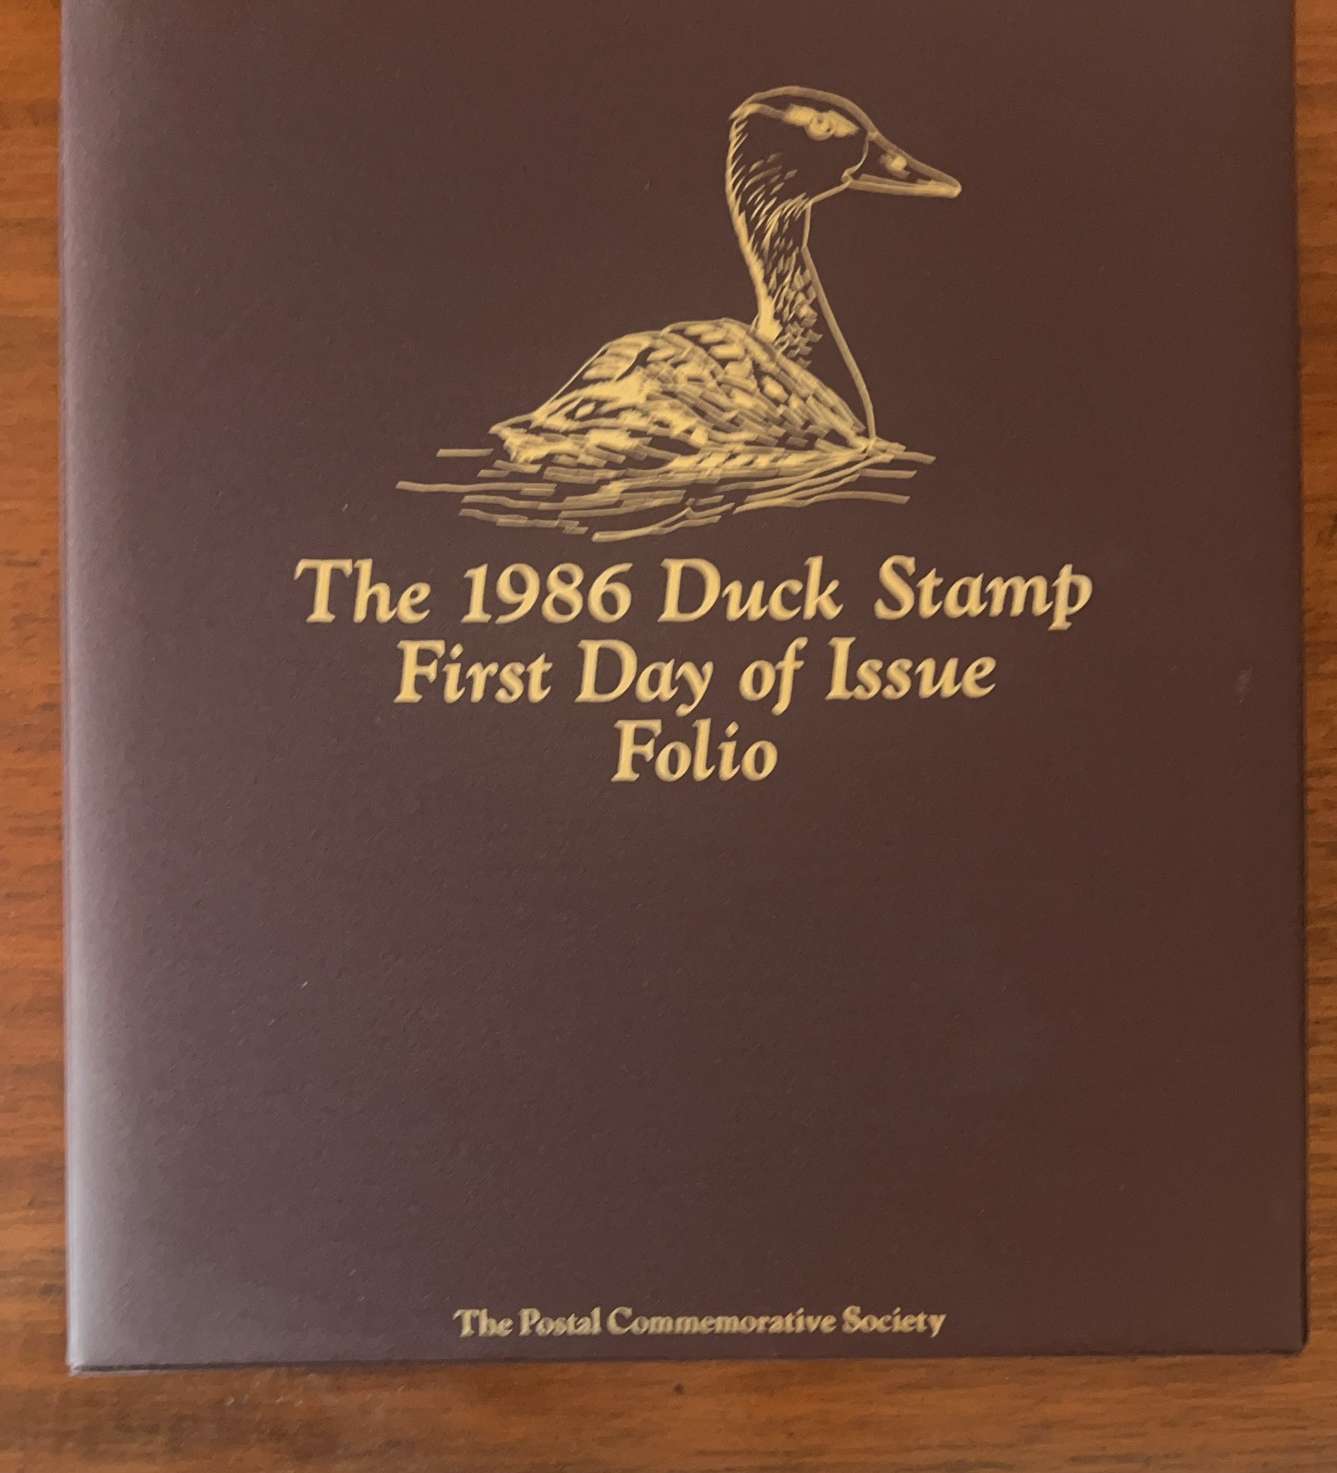 The 1986 Duck Stamp
First Day of Issue
Folio
The Postal Commemorative Society